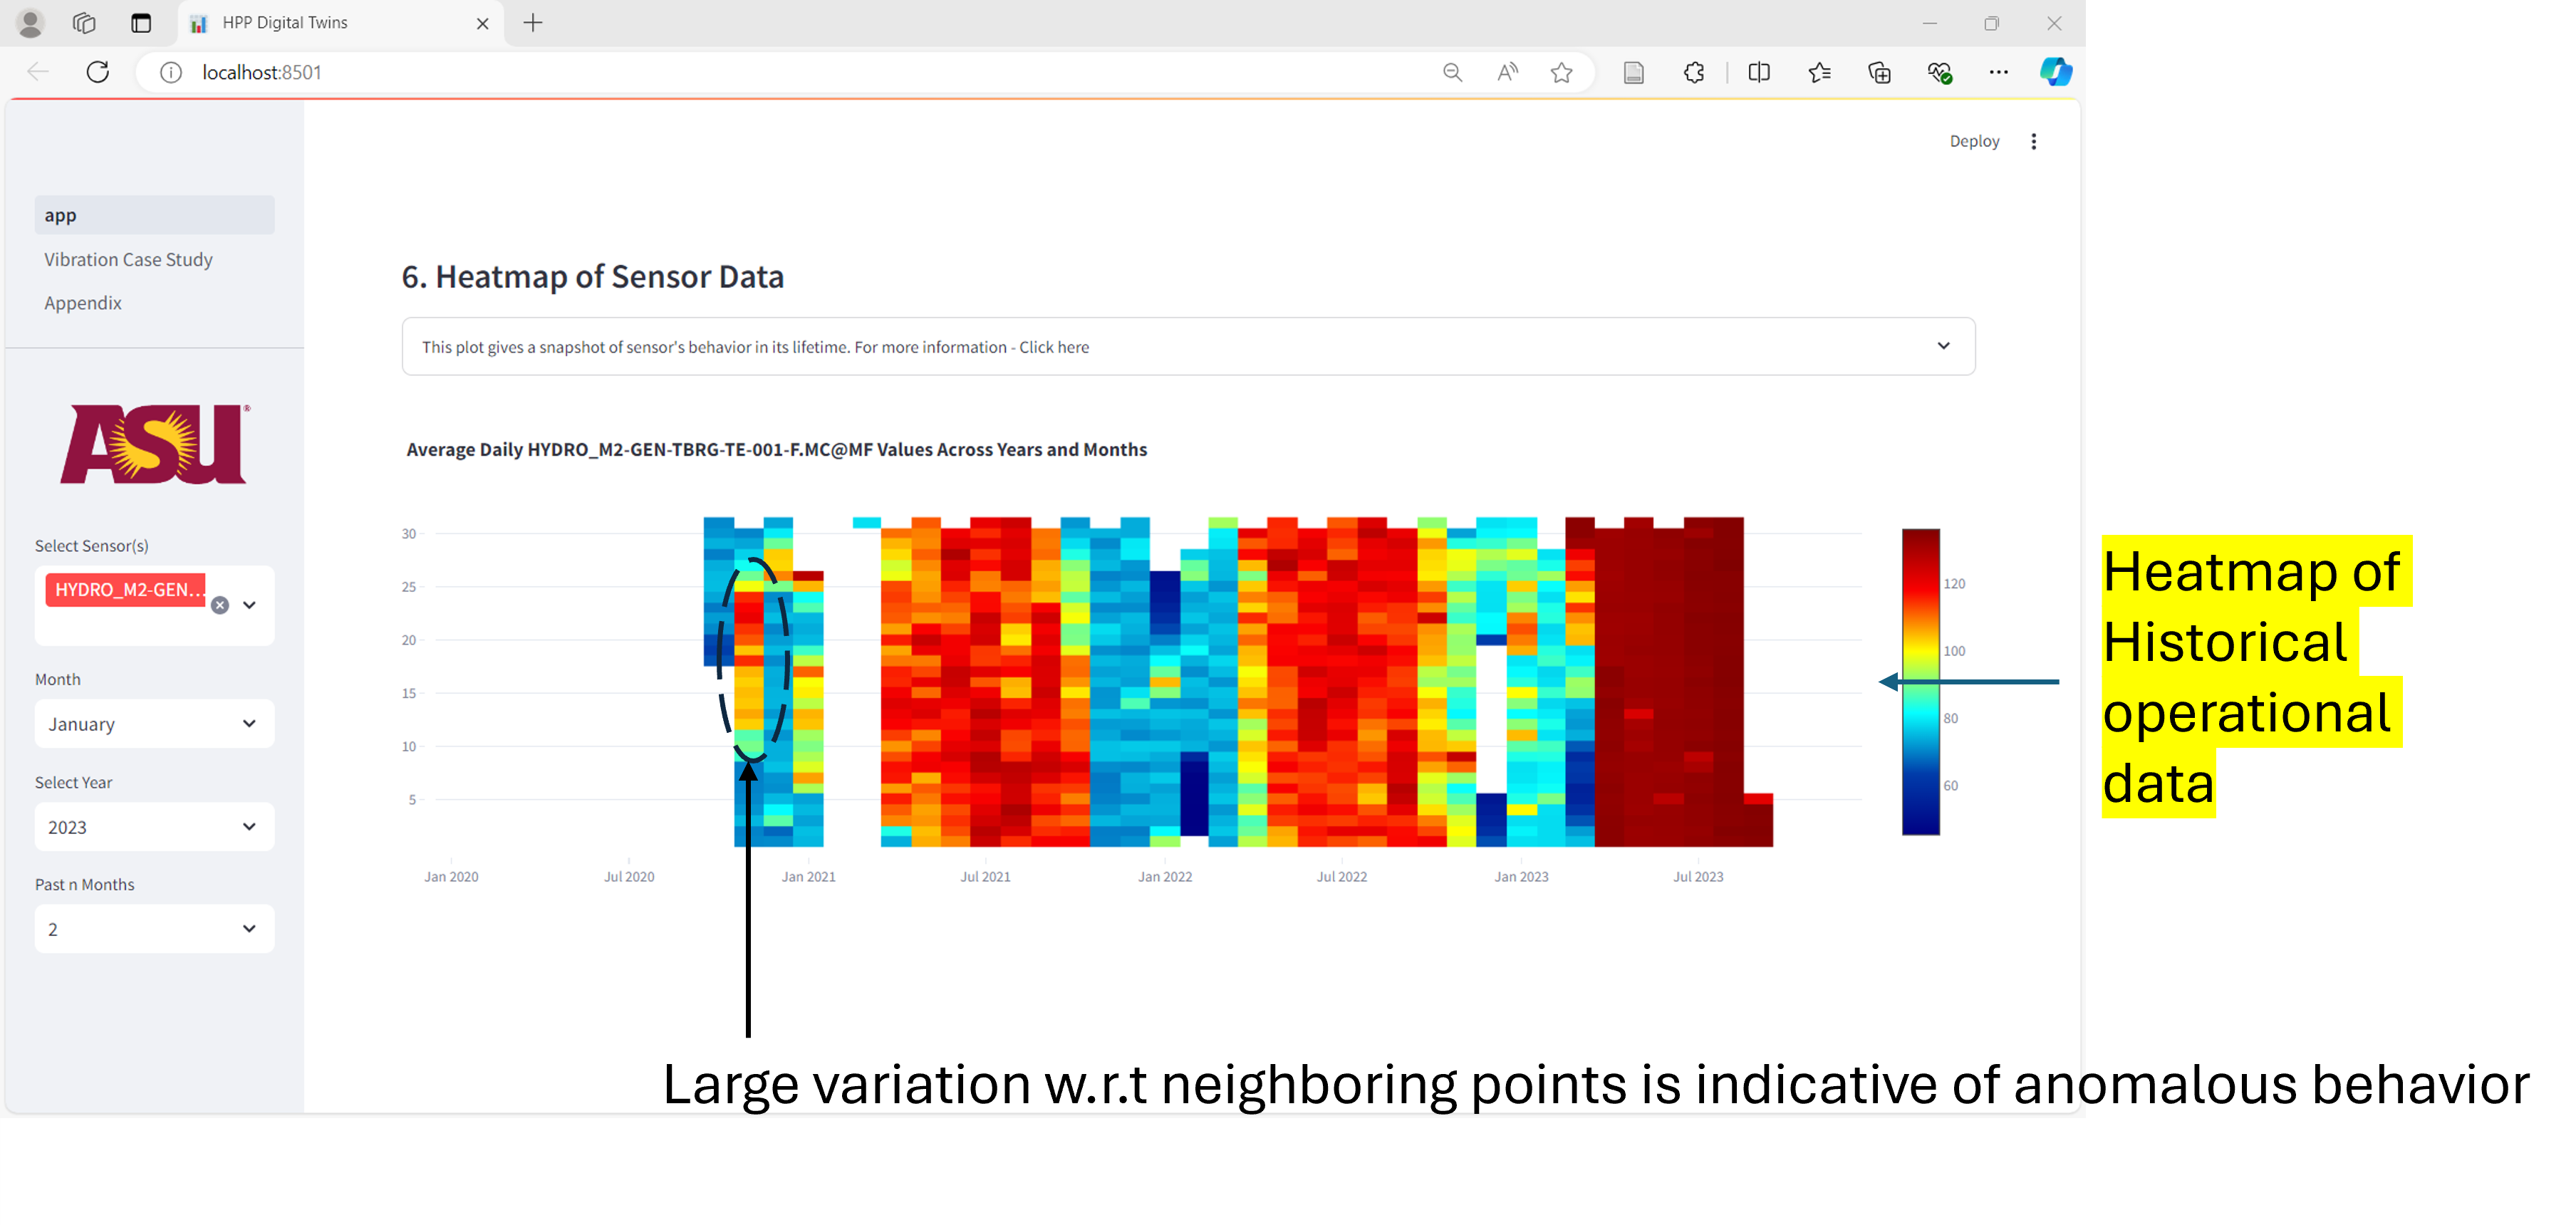 HPP Digital Twins
localhost:8501
Deploy
app
Vibration Case Study
Appendix
ASU®
Select Sensor(s)
HYDRO_M2-GEN...
Month
January
Select Year
2023
Past n Months
2
6. Heatmap of Sensor Data
This plot gives a snapshot of sensor's behavior in its lifetime. For more information - Click here
Average Daily HYDRO_M2-GEN-TBRG-TE-001-F.MC@MF Values Across Years and Months
30
25
20
15
10
5
Jan 2020 Jul 2020 Jan 2021 Jul 2021 Jan 2022 Jul 2022 Jan 2023 Jul 2023
120
100
80
60
Heatmap of
Historical
operational
data
Large variation w.r.t neighboring points is indicative of anomalous behavior